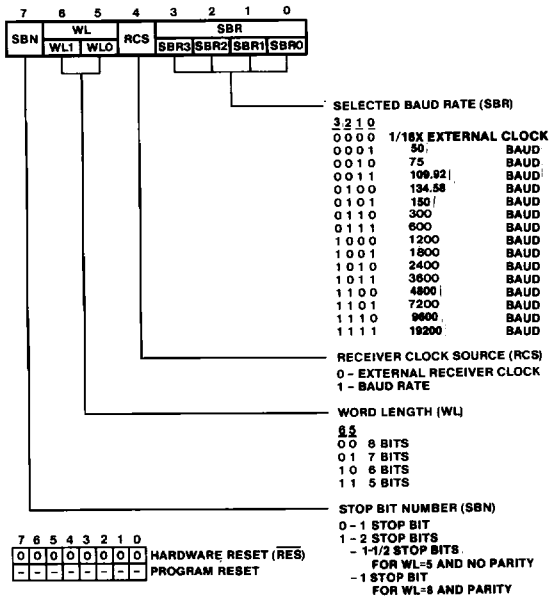 7 6 5 4 3 2 1 0
SBN WL RCS SBR
WL1 WL0 SBR3 SBR2 SBR1 SBR0
SELECTED BAUD RATE (SBR)
3 2 1 0
0 0 0 0 1/16X EXTERNAL CLOCK
0 0 0 1 50 BAUD
0 0 1 0 75 BAUD
0 0 1 1 109.92 BAUD
0 1 0 0 134.58 BAUD
0 1 0 1 150 BAUD
0 1 1 0 300 BAUD
0 1 1 1 600 BAUD
1 0 0 0 1200 BAUD
1 0 0 1 1800 BAUD
1 0 1 0 2400 BAUD
1 0 1 1 3600 BAUD
1 1 0 0 4800 BAUD
1 1 0 1 7200 BAUD
1 1 1 0 9600 BAUD
1 1 1 1 19200 BAUD
RECEIVER CLOCK SOURCE (RCS)
0 – EXTERNAL RECEIVER CLOCK
1 – BAUD RATE
WORD LENGTH (WL)
6 5
0 0 8 BITS
0 1 7 BITS
1 0 6 BITS
1 1 5 BITS
STOP BIT NUMBER (SBN)
0 – 1 STOP BIT
1 – 2 STOP BITS
– 1-1/2 STOP BITS
FOR WL=5 AND NO PARITY
– 1 STOP BIT
FOR WL=8 AND PARITY
7 6 5 4 3 2 1 0
0 0 0 0 0 0 0 0 HARDWARE RESET (RES)
– – – – – – – – PROGRAM RESET